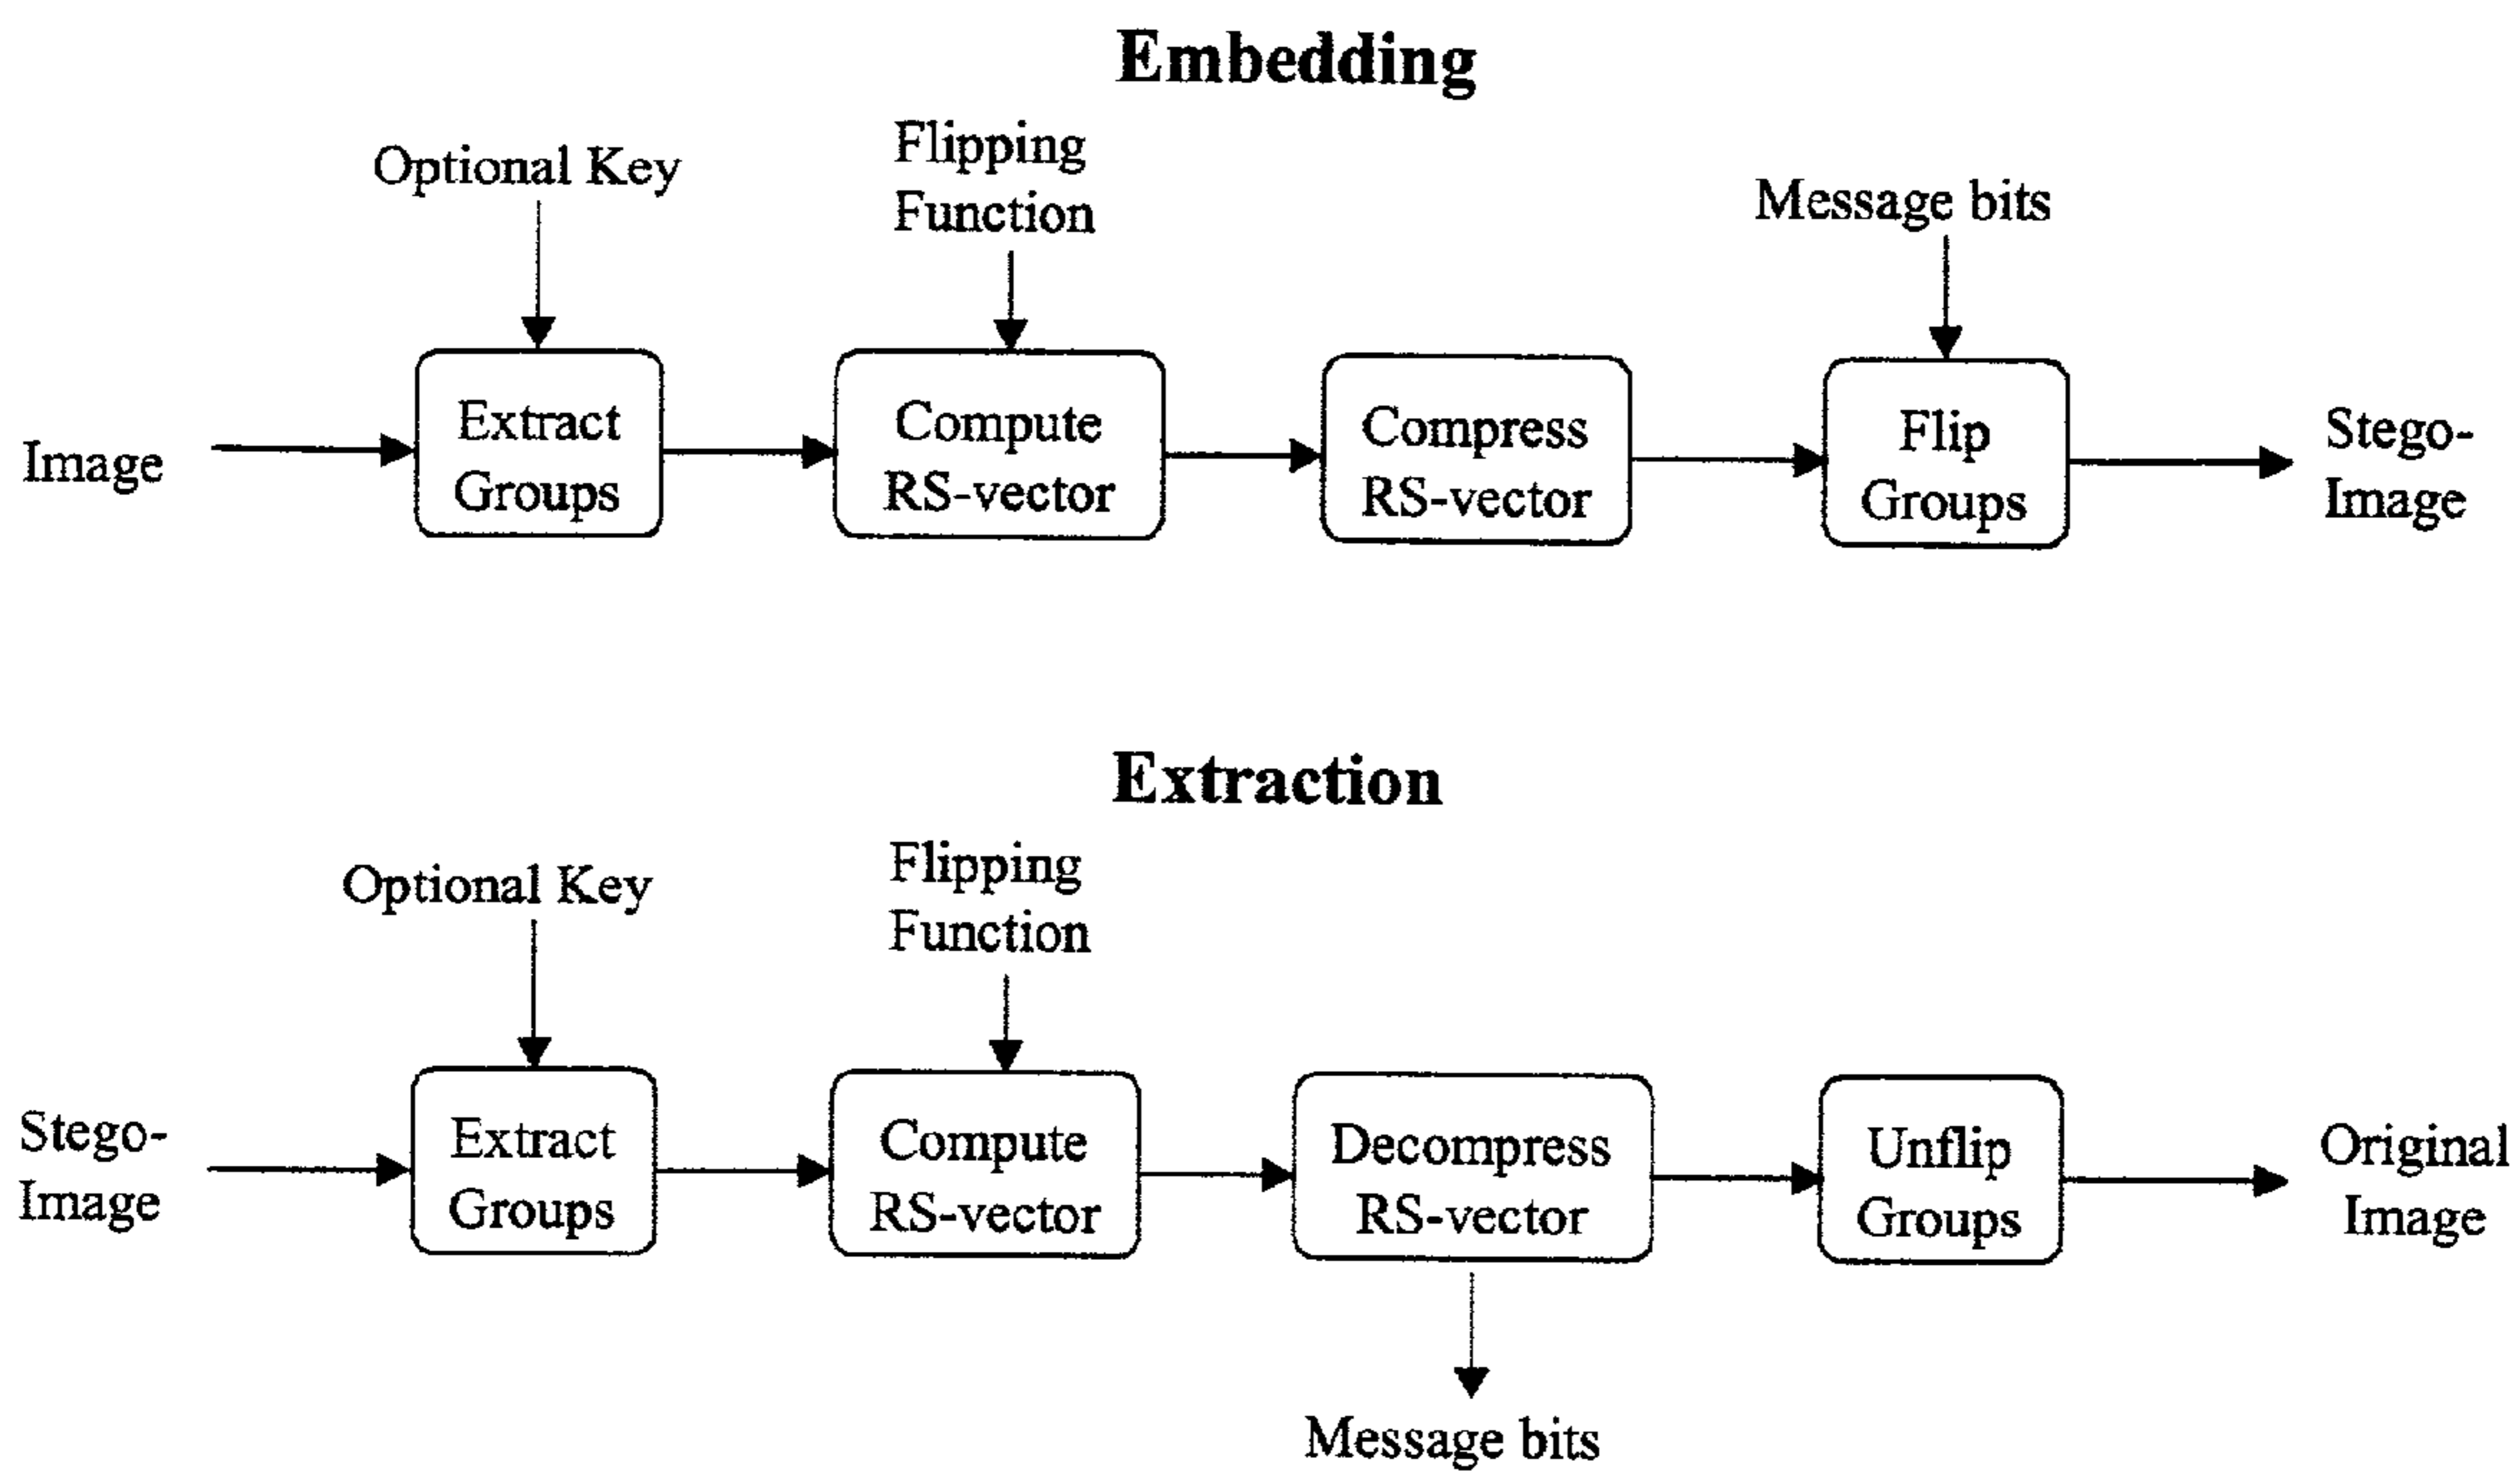 Embedding
Optional Key
Flipping
Function
Message bits
Image
Extract
Groups
Compute
RS-vector
Compress
RS-vector
Flip
Groups
Stego-
Image
Extraction
Optional Key
Flipping
Function
Stego-
Image
Extract
Groups
Compute
RS-vector
Decompress
RS-vector
Unflip
Groups
Original
Image
Message bits